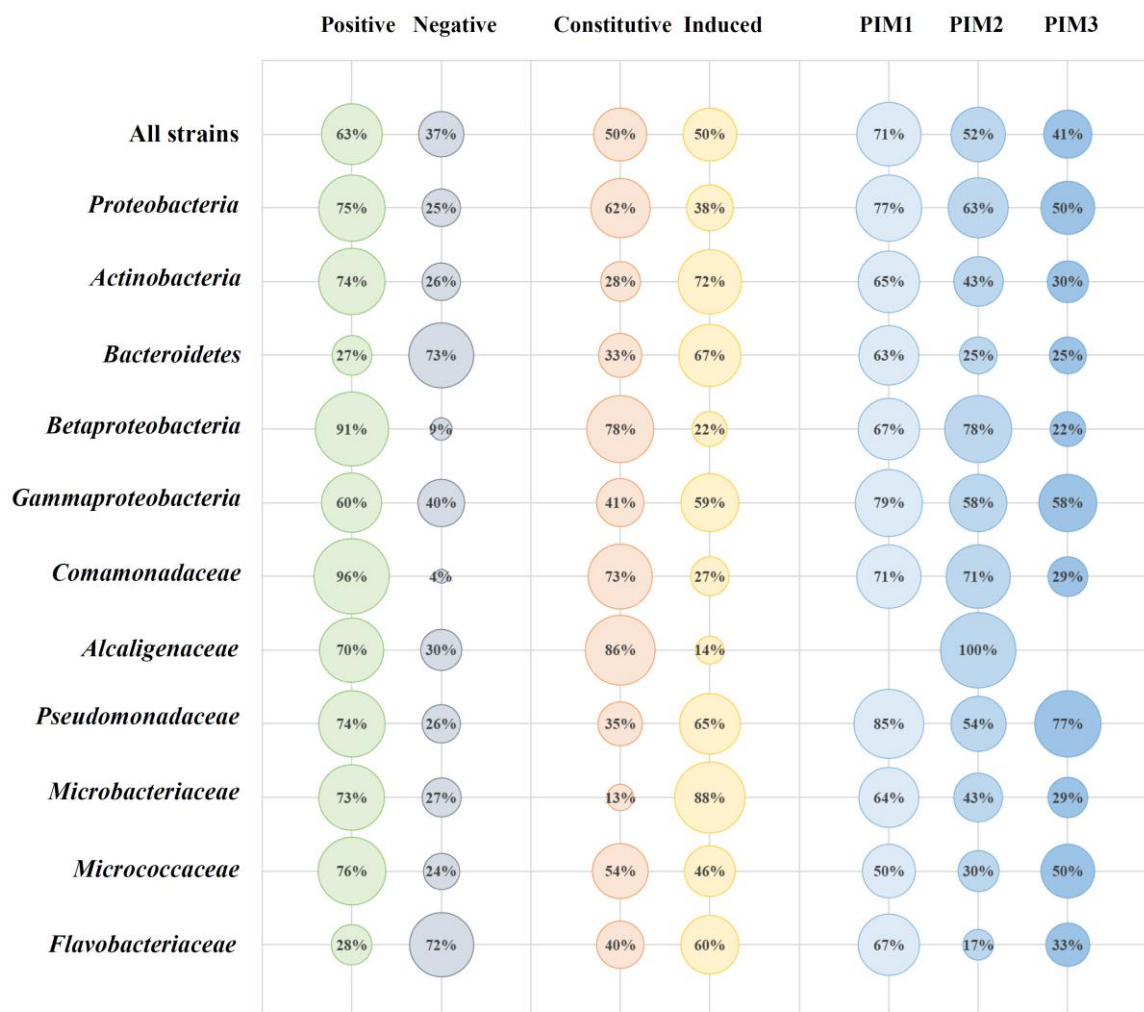 Positive Negative Constitutive Induced PIM1 PIM2 PIM3
All strains 63% 37% 50% 50% 71% 52% 41%
Proteobacteria 75% 25% 62% 38% 77% 63% 50%
Actinobacteria 74% 26% 28% 72% 65% 43% 30%
Bacteroidetes 27% 73% 33% 67% 63% 25% 25%
Betaproteobacteria 91% 9% 78% 22% 67% 78% 22%
Gammaproteobacteria 60% 40% 41% 59% 79% 58% 58%
Comamonadaceae 96% 4% 73% 27% 71% 71% 29%
Alcaligenaceae 70% 30% 86% 14% 100%
Pseudomonadaceae 74% 26% 35% 65% 85% 54% 77%
Microbacteriaceae 73% 27% 13% 88% 64% 43% 29%
Micrococcaceae 76% 24% 54% 46% 50% 30% 50%
Flavobacteriaceae 28% 72% 40% 60% 67% 17% 33%